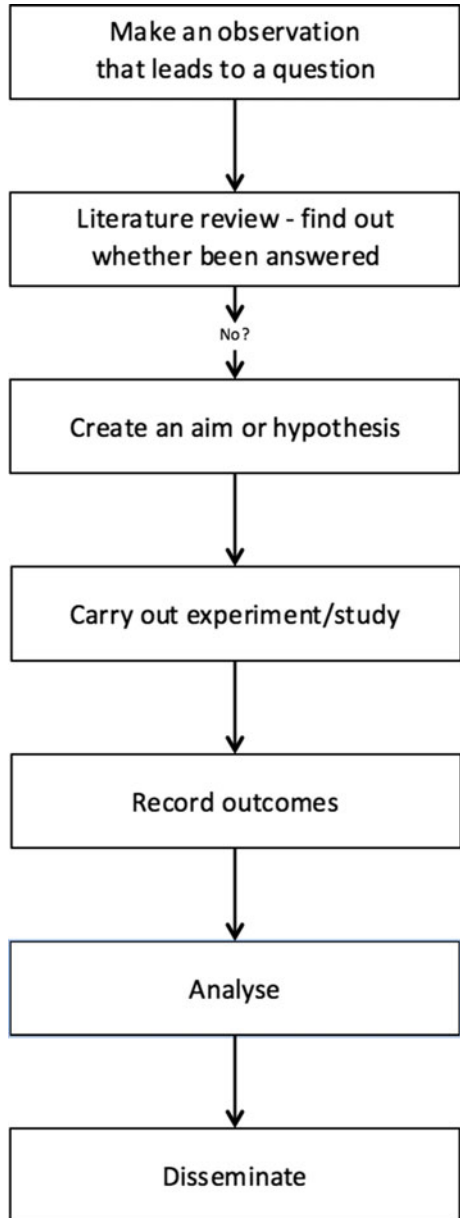 Make an observation
that leads to a question
Literature review - find out
whether been answered
No?
Create an aim or hypothesis
Carry out experiment/study
Record outcomes
Analyse
Disseminate